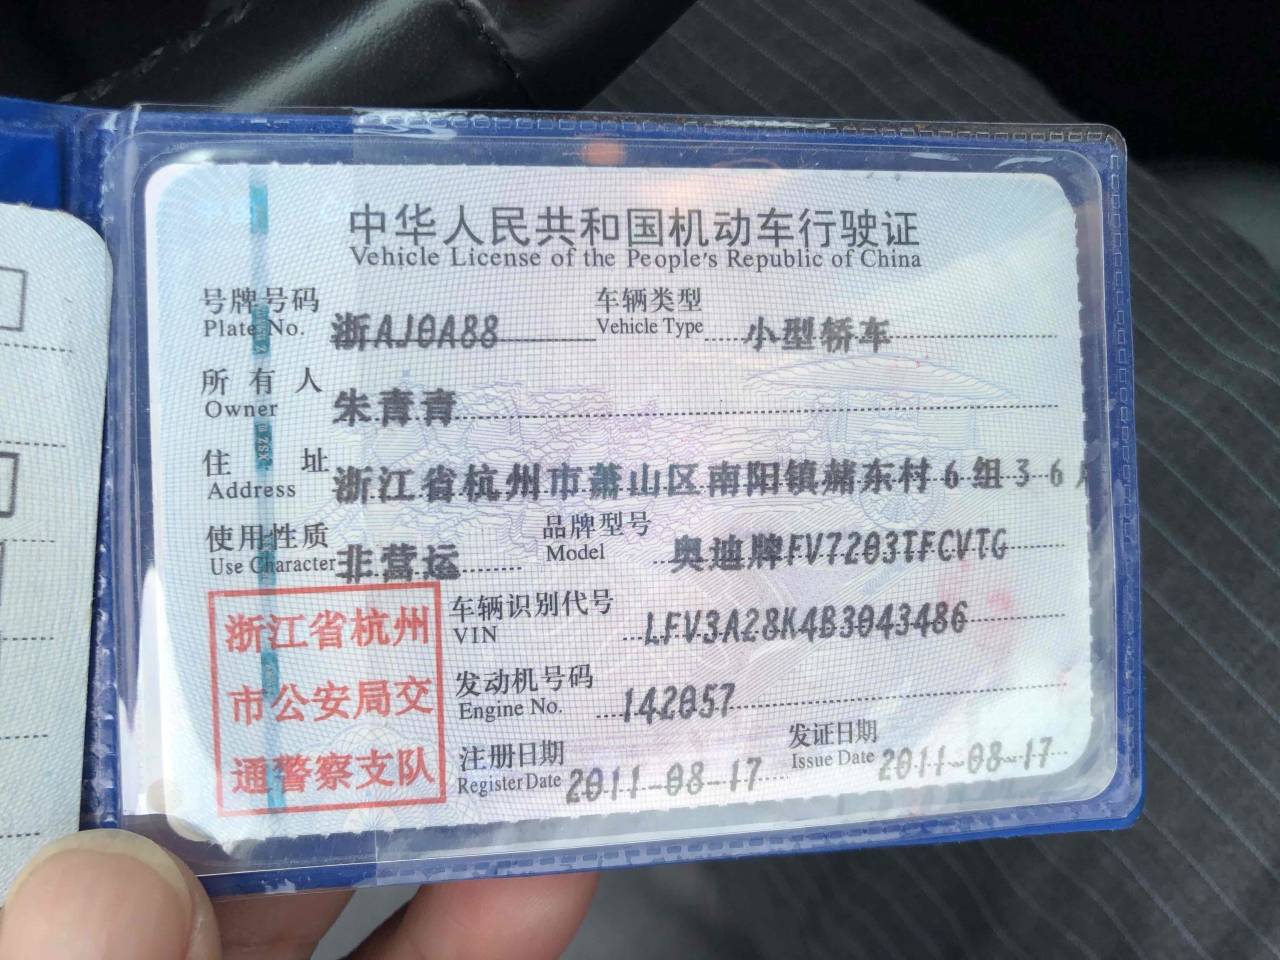 中华人民共和国机动车行驶证
Vehicle License of the People's Republic of China
号牌号码 浙AJ0A88 车辆类型 小型轿车
Plate No. Vehicle Type
所有人 朱青青
Owner
住址 浙江省杭州市萧山区南阳镇赭东村6组36户
Address
使用性质 非营运 品牌型号 奥迪牌FV7203TFCVTG
Use Character Model
浙江省杭州
市公安局交
通警察支队
车辆识别代号 LFV3A28K4B3043486
VIN
发动机号码 142057
Engine No.
注册日期 2011-08-17 发证日期 2011-08-17
Register Date Issue Date